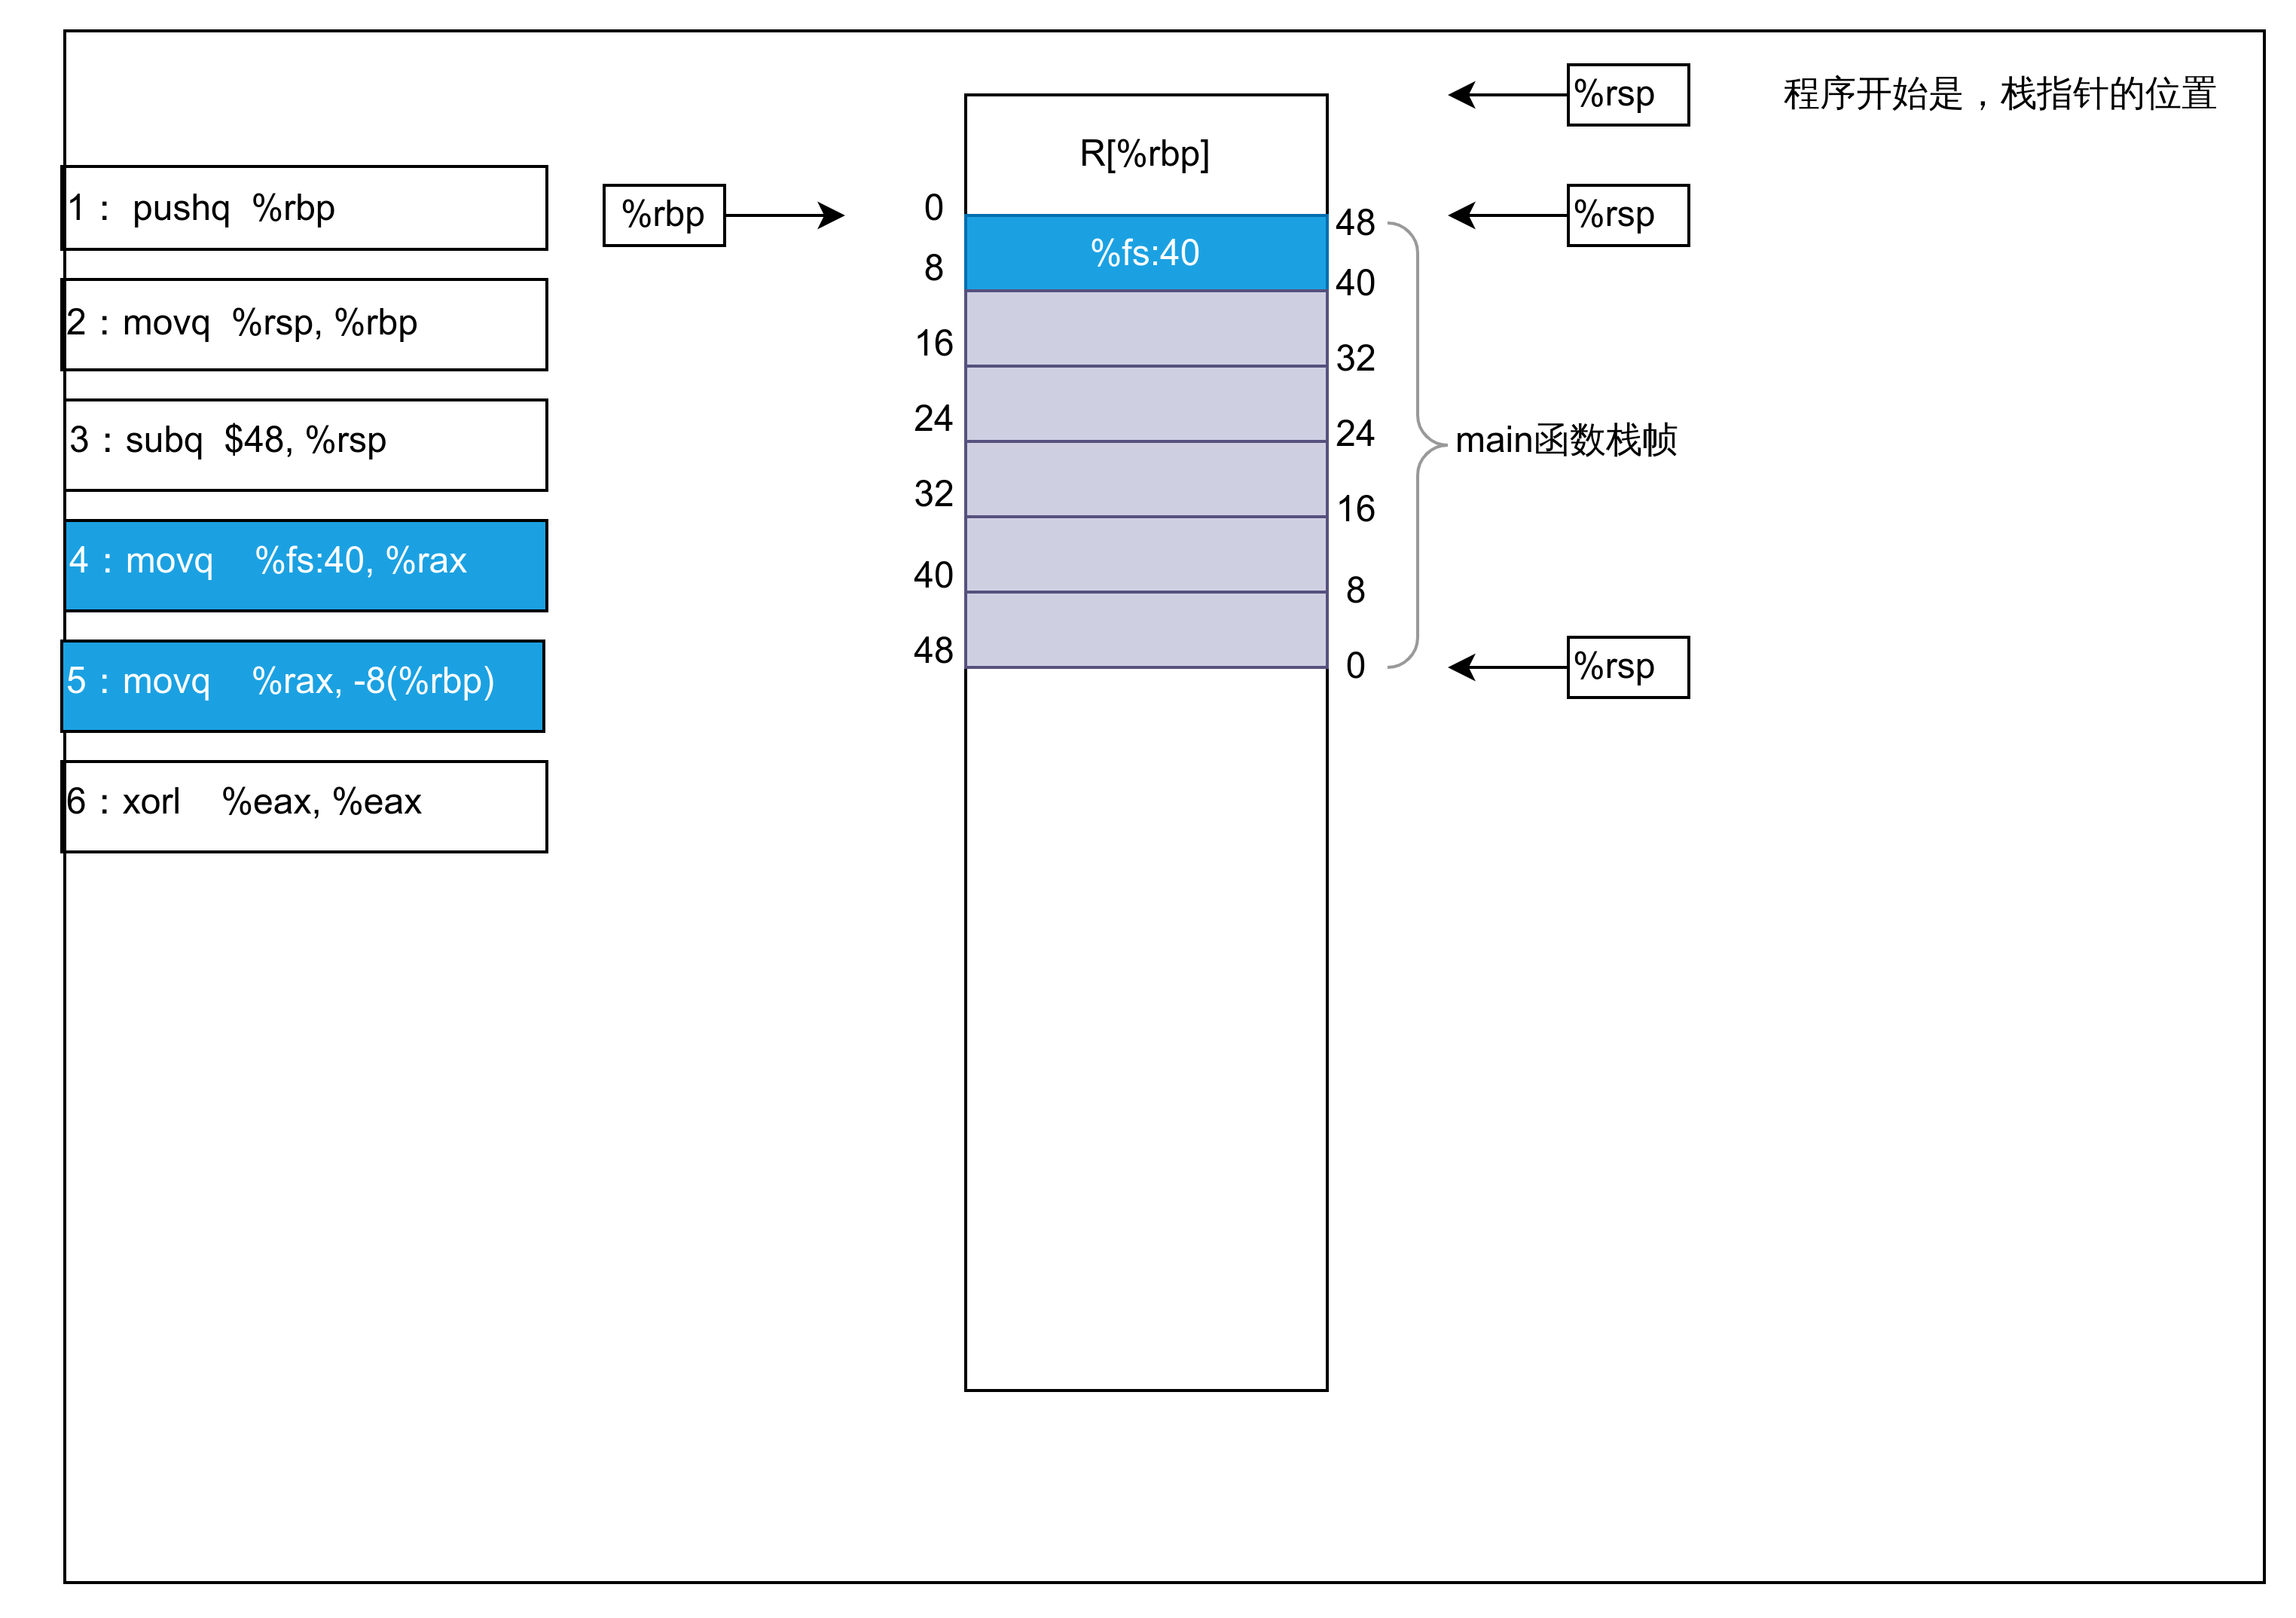 %rsp
程序开始是，栈指针的位置
R[%rbp]
1： pushq %rbp
%rbp
0
48
%rsp
%fs:40
8
40
2：movq %rsp, %rbp
16
32
3：subq $48, %rsp
24
24
main函数栈帧
32
16
4：movq %fs:40, %rax
40
8
5：movq %rax, -8(%rbp)
48
0
%rsp
6：xorl %eax, %eax